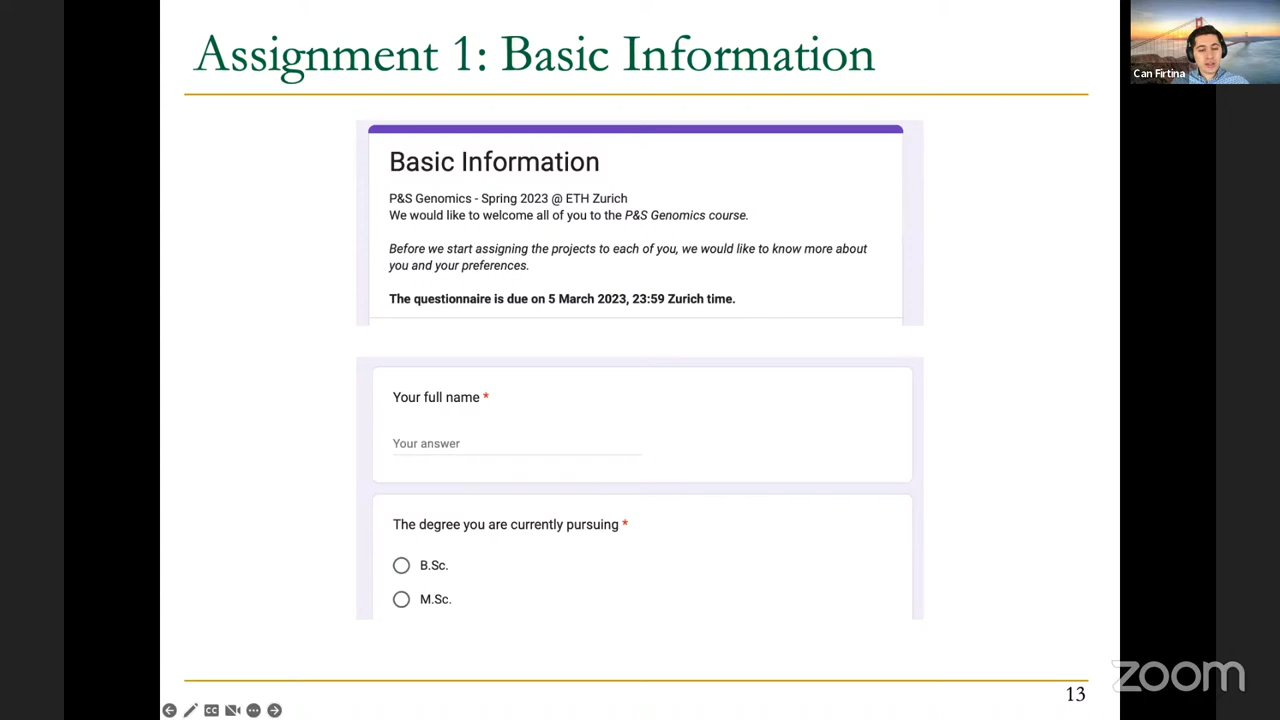 Assignment 1: Basic Information
Can Firtina
Basic Information
P&S Genomics - Spring 2023 @ ETH Zurich
We would like to welcome all of you to the P&S Genomics course.
Before we start assigning the projects to each of you, we would like to know more about
you and your preferences.
The questionnaire is due on 5 March 2023, 23:59 Zurich time.
Your full name *
Your answer
The degree you are currently pursuing *
B.Sc.
M.Sc.
13
zoom
CC